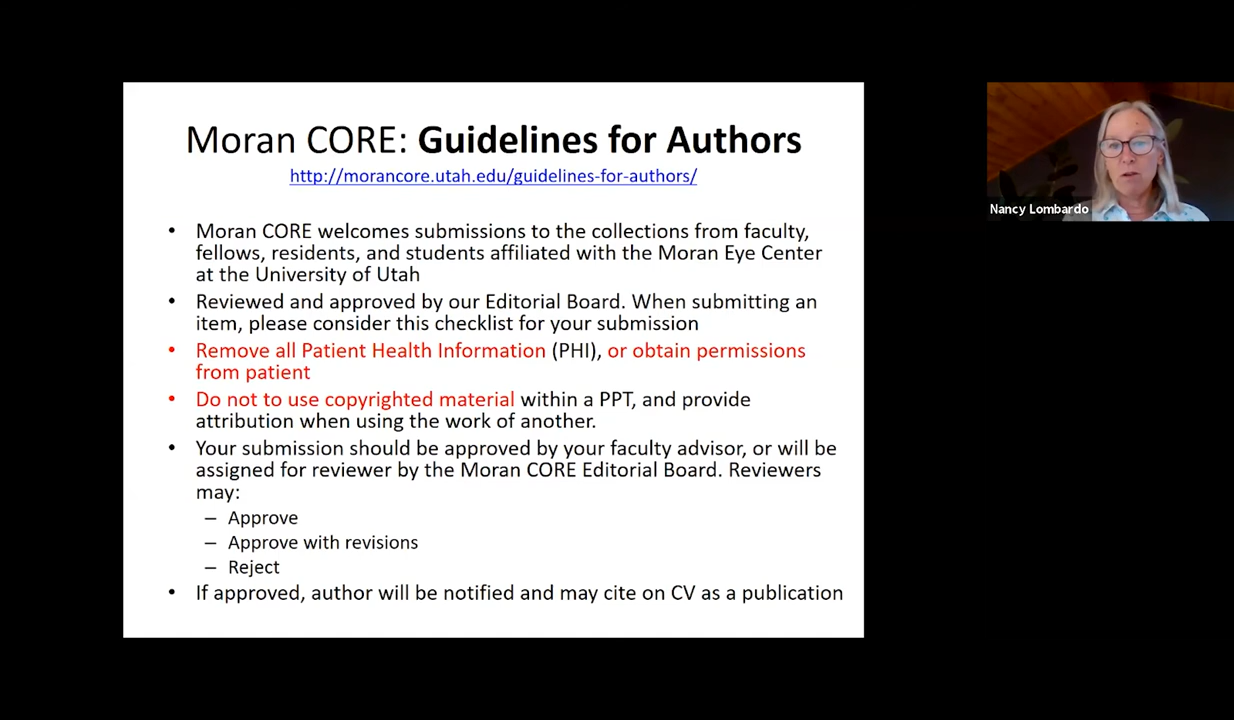 Moran CORE: Guidelines for Authors
http://morancore.utah.edu/guidelines-for-authors/
• Moran CORE welcomes submissions to the collections from faculty,
fellows, residents, and students affiliated with the Moran Eye Center
at the University of Utah
• Reviewed and approved by our Editorial Board. When submitting an
item, please consider this checklist for your submission
• Remove all Patient Health Information (PHI), or obtain permissions
from patient
• Do not to use copyrighted material within a PPT, and provide
attribution when using the work of another.
• Your submission should be approved by your faculty advisor, or will be
assigned for reviewer by the Moran CORE Editorial Board. Reviewers
may:
– Approve
– Approve with revisions
– Reject
• If approved, author will be notified and may cite on CV as a publication
Nancy Lombardo